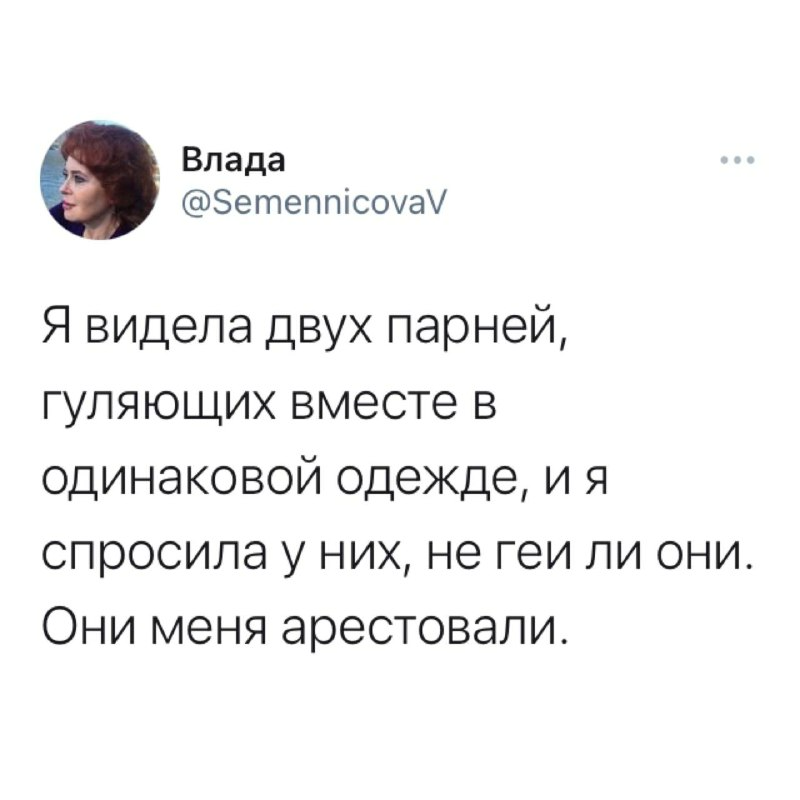 Влада
@SemennicovaV
Я видела двух парней,
гуляющих вместе в
одинаковой одежде, и я
спросила у них, не геи ли они.
Они меня арестовали.